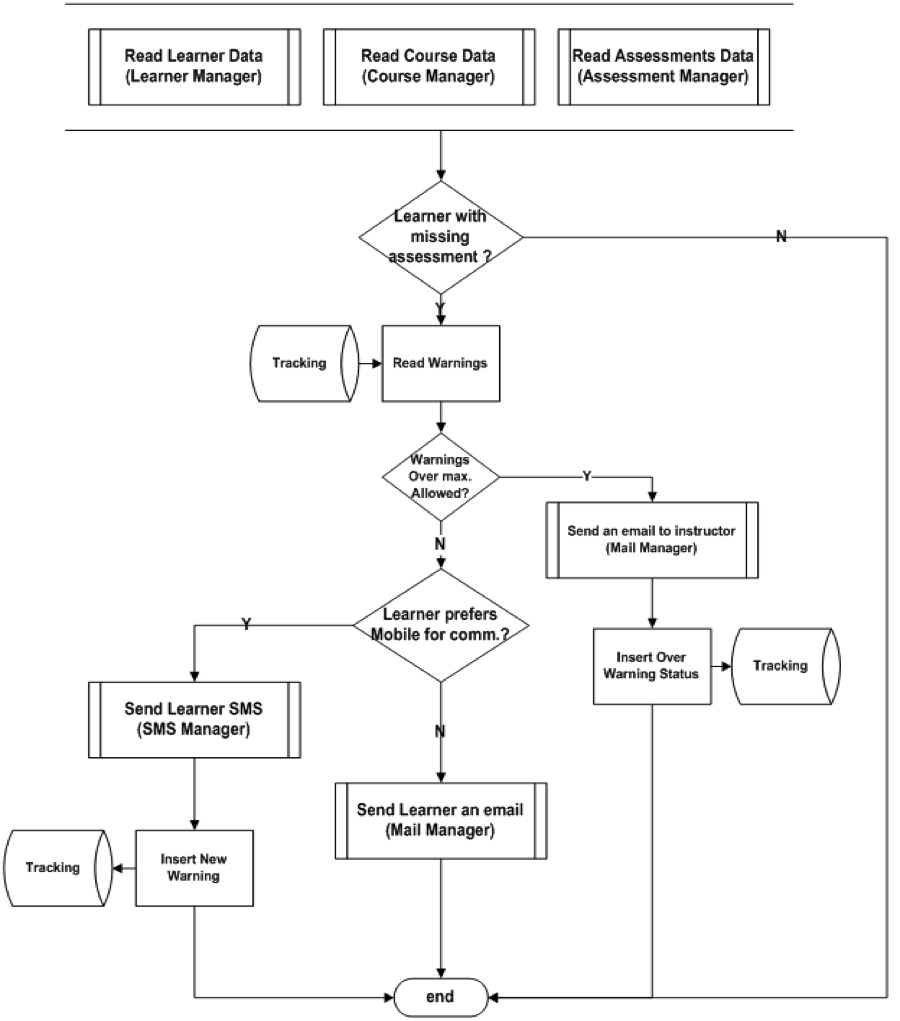 Read Learner Data
(Learner Manager)
Read Course Data
(Course Manager)
Read Assessments Data
(Assessment Manager)
Learner with
missing
assessment ?
N
Y
Tracking
Read Warnings
Warnings
Over max.
Allowed?
Y
N
Send an email to instructor
(Mail Manager)
Learner prefers
Mobile for comm.?
Y
Insert Over
Warning Status
Tracking
Send Learner SMS
(SMS Manager)
N
Send Learner an email
(Mail Manager)
Tracking
Insert New
Warning
end